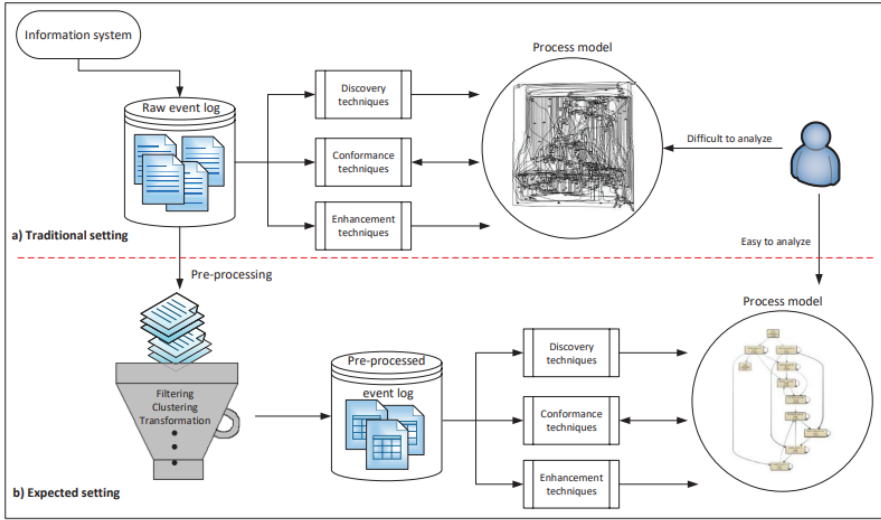 Information system
Raw event log
Discovery
techniques
Conformance
techniques
Enhancement
techniques
Process model
Difficult to analyze
a) Traditional setting
Easy to analyze
Pre-processing
Filtering
Clustering
Transformation
Pre-processed
event log
Discovery
techniques
Conformance
techniques
Enhancement
techniques
Process model
b) Expected setting